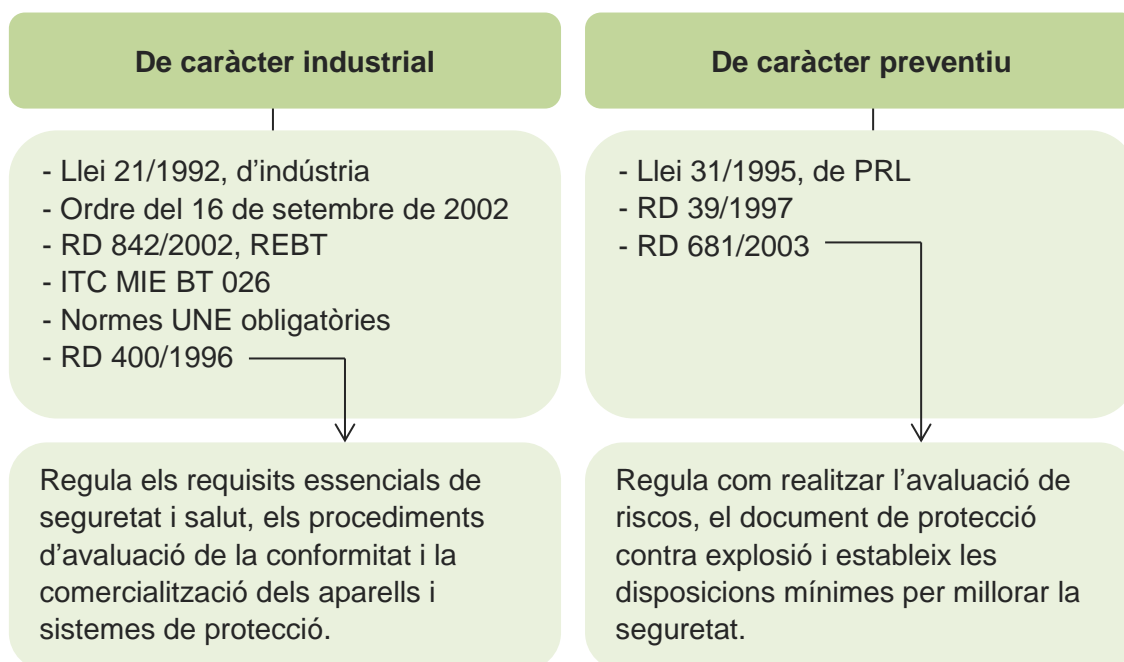 De caràcter industrial
- Llei 21/1992, d’indústria
- Ordre del 16 de setembre de 2002
- RD 842/2002, REBT
- ITC MIE BT 026
- Normes UNE obligatòries
- RD 400/1996
Regula els requisits essencials de
seguretat i salut, els procediments
d’avaluació de la conformitat i la
comercialització dels aparells i
sistemes de protecció.
De caràcter preventiu
- Llei 31/1995, de PRL
- RD 39/1997
- RD 681/2003
Regula com realitzar l’avaluació de
riscos, el document de protecció
contra explosió i estableix les
disposicions mínimes per millorar la
seguretat.